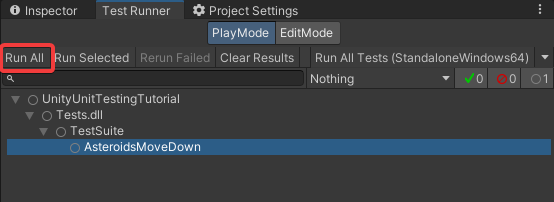 Inspector Test Runner Project Settings
PlayMode EditMode
Run All Run Selected Rerun Failed Clear Results Run All Tests (StandaloneWindows64)
Nothing 0 0 1
UnityUnitTestingTutorial
Tests.dll
TestSuite
AsteroidsMoveDown